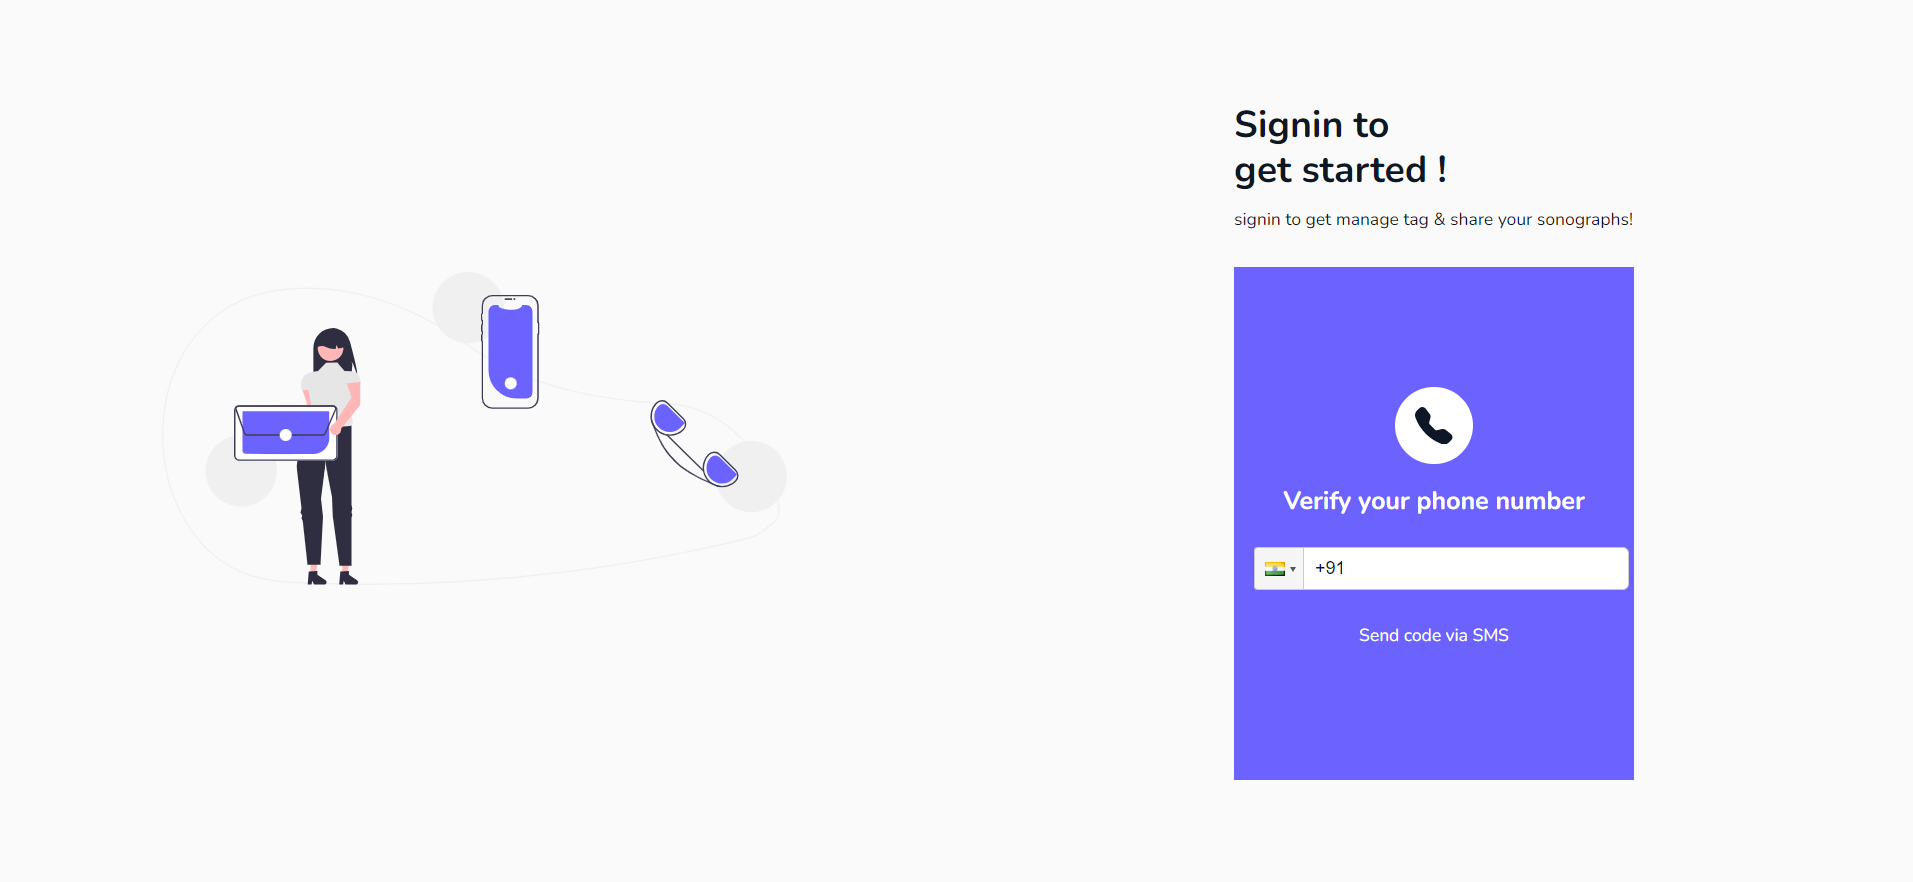 Signin to
get started !
signin to get manage tag & share your sonographs!
Verify your phone number
+91
Send code via SMS